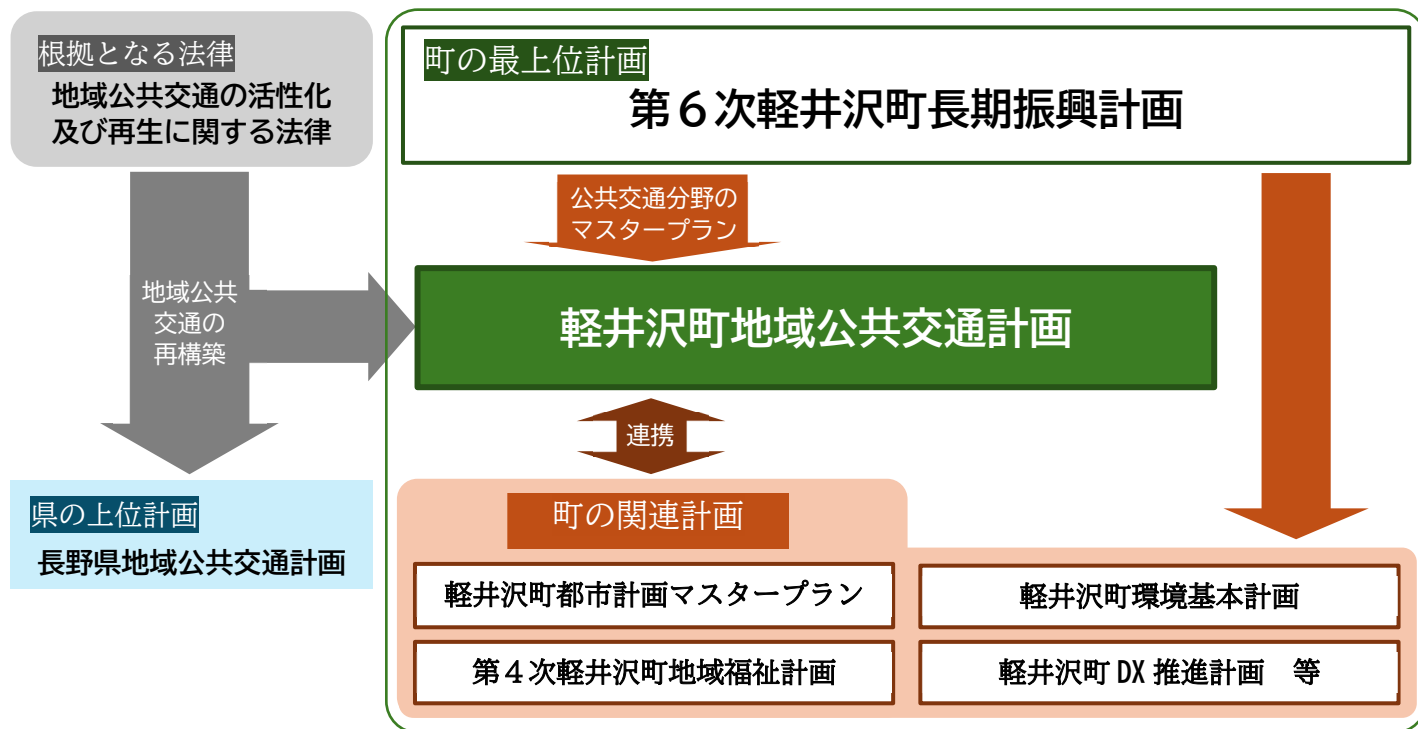 根拠となる法律
地域公共交通の活性化
及び再生に関する法律
町の最上位計画
第６次軽井沢町長期振興計画
公共交通分野の
マスタープラン
地域公共
交通の
再構築
軽井沢町地域公共交通計画
連携
県の上位計画
長野県地域公共交通計画
町の関連計画
軽井沢町都市計画マスタープラン
軽井沢町環境基本計画
第４次軽井沢町地域福祉計画
軽井沢町 DX 推進計画　等